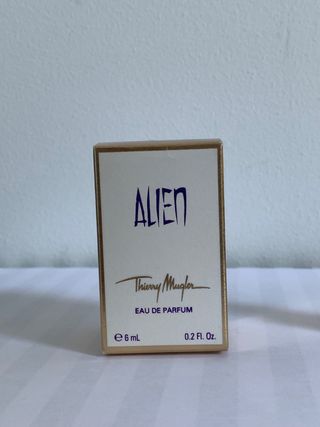 ALIEN
Thierry Mugler
EAU DE PARFUM
℮ 6 mL 0.2 Fl. Oz.